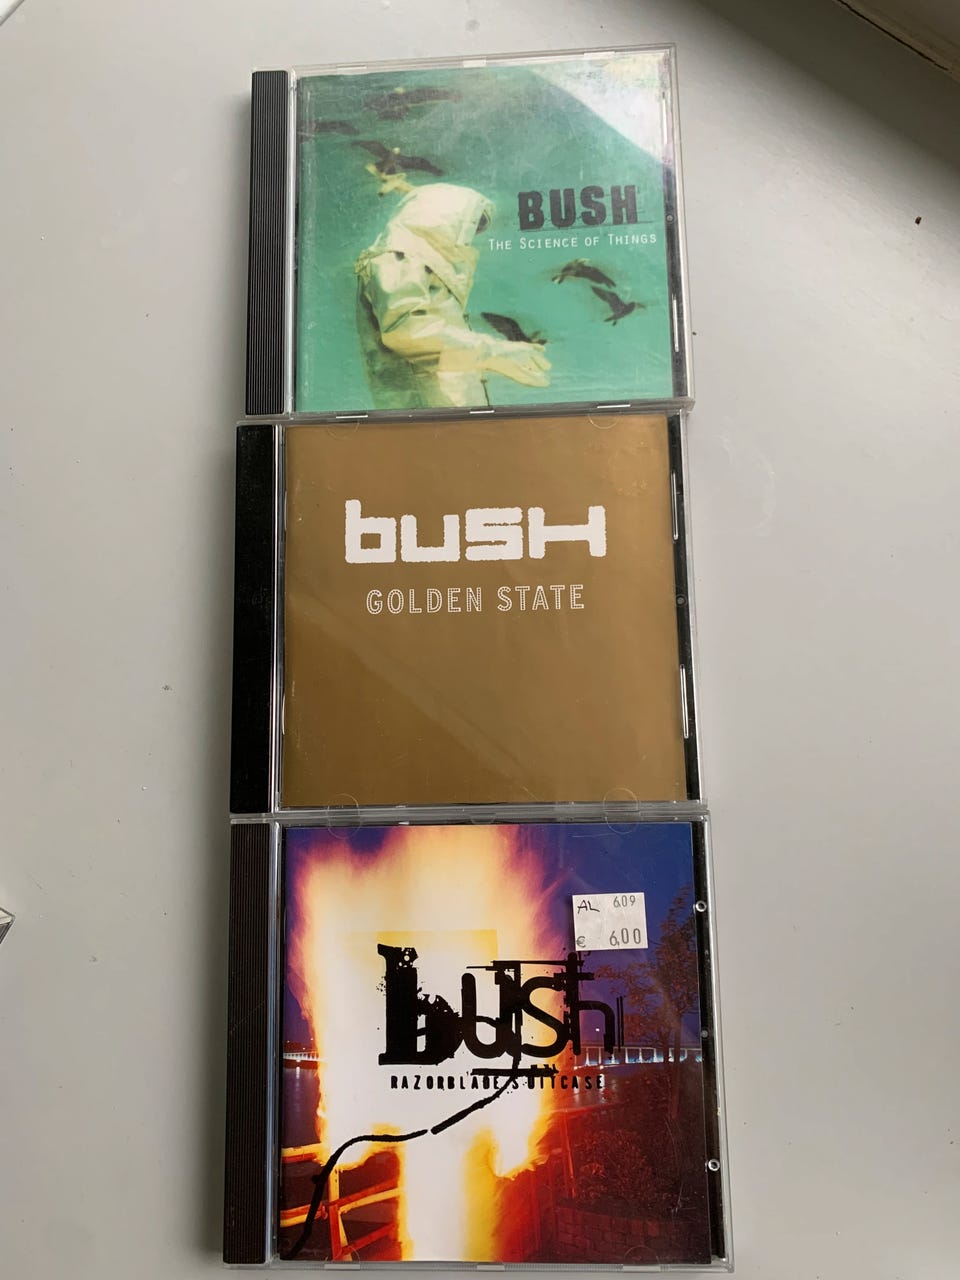 BUSH
The Science of Things
bush
GOLDEN STATE
AL 6.09
€ 6,00
bush
RAZORBLADE SUITCASE